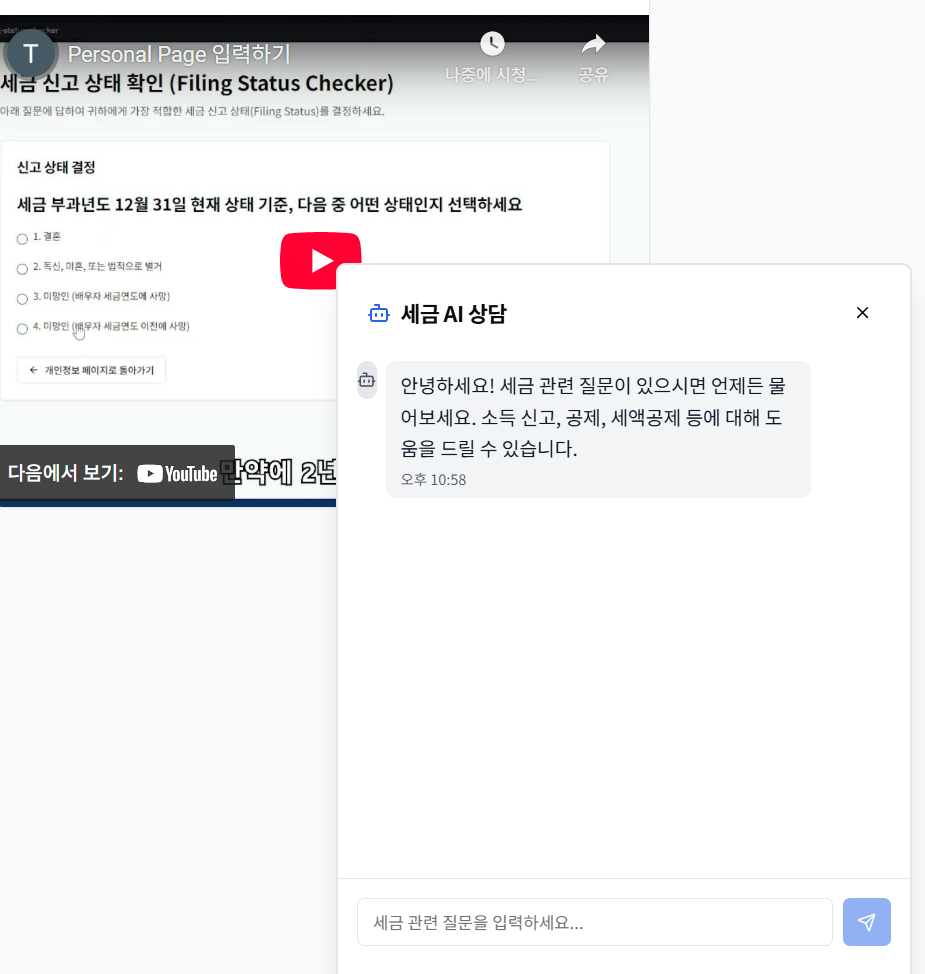 -status-checker
T
Personal Page 입력하기
나중에 시청...
공유
세금 신고 상태 확인 (Filing Status Checker)
아래 질문에 답하여 귀하에게 가장 적합한 세금 신고 상태(Filing Status)를 결정하세요.
신고 상태 결정
세금 부과년도 12월 31일 현재 상태 기준, 다음 중 어떤 상태인지 선택하세요
1. 결혼
2. 독신, 미혼, 또는 법적으로 별거
3. 미망인 (배우자 세금연도에 사망)
4. 미망인 (배우자 세금연도 이전에 사망)
← 개인정보 페이지로 돌아가기
다음에서 보기: YouTube
만약에 2년
세금 AI 상담
안녕하세요! 세금 관련 질문이 있으시면 언제든 물
어보세요. 소득 신고, 공제, 세액공제 등에 대해 도
움을 드릴 수 있습니다.
오후 10:58
세금 관련 질문을 입력하세요...